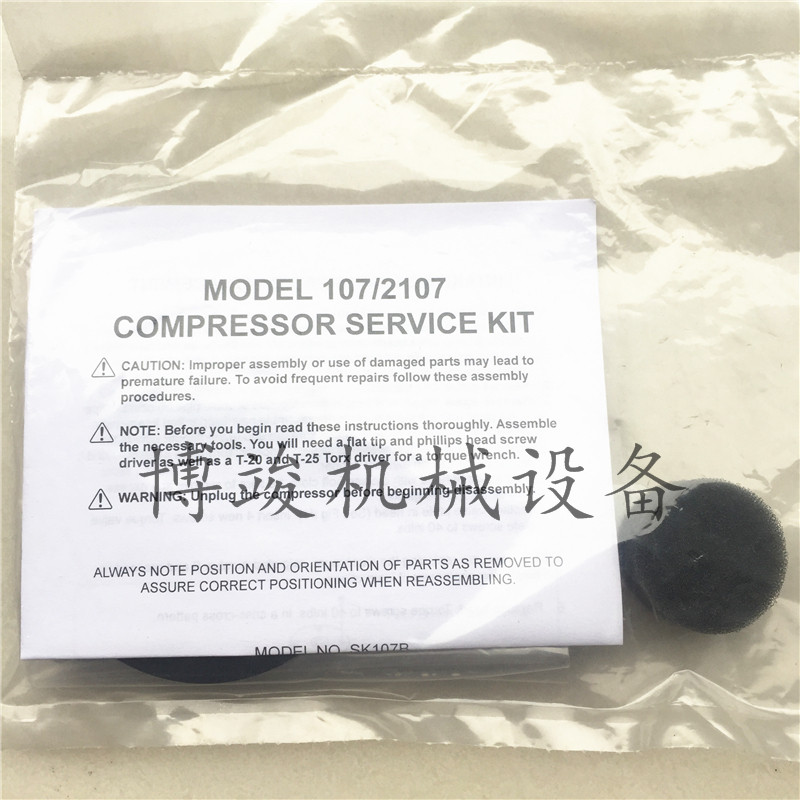 MODEL 107/2107
COMPRESSOR SERVICE KIT
CAUTION: Improper assembly or use of damaged parts may lead to
premature failure. To avoid frequent repairs follow these assembly
procedures.
NOTE: Before you begin read these instructions thoroughly. Assemble
the necessary tools. You will need a flat tip and phillips head screw
driver as well as a T-20 and T-25 Torx driver for a torque wrench.
博竣机械设备
WARNING: Unplug the compressor before beginning disassembly.
ALWAYS NOTE POSITION AND ORIENTATION OF PARTS AS REMOVED TO
ASSURE CORRECT POSITIONING WHEN REASSEMBLING.
MODEL NO. SK107B